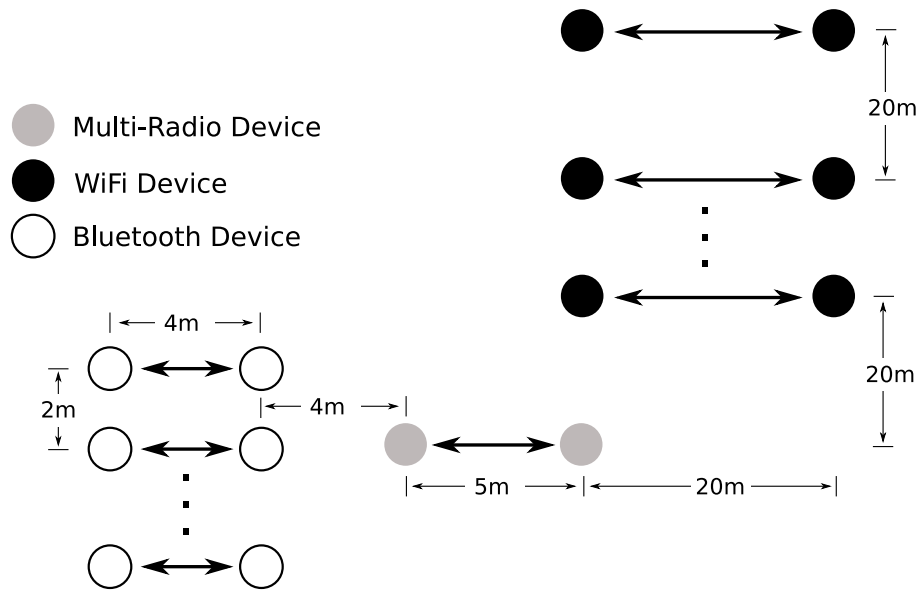 20m
Multi-Radio Device
WiFi Device
Bluetooth Device
4m
20m
2m
4m
5m
20m